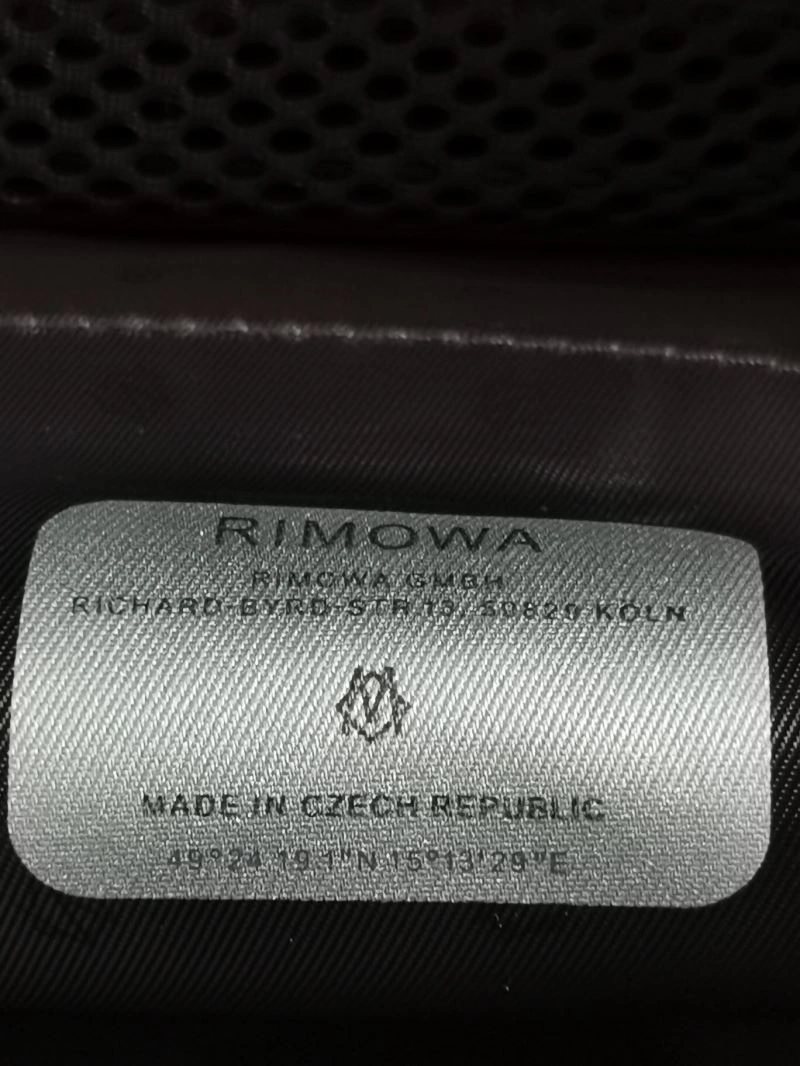 RIMOWA
RIMOWA GMBH
RICHARD-BYRD-STR 13, 50829 KÖLN
MADE IN CZECH REPUBLIC
49°24'19.1"N 15°13'29"E